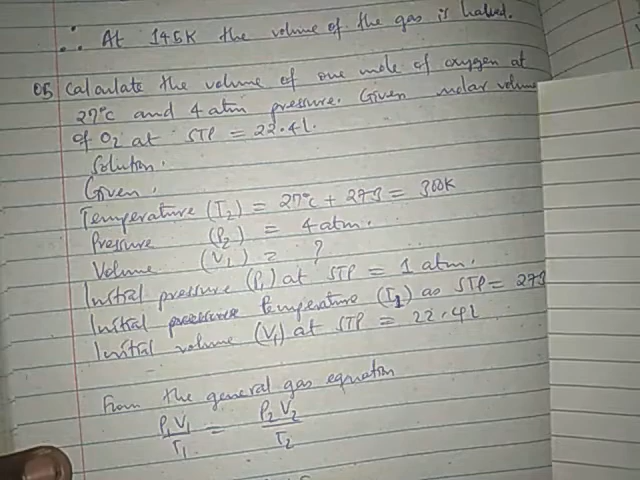 ∴ At 145K the volume of the gas is halved.
05 Calculate the volume of one mole of oxygen at
27°c and 4 atm pressure. Given molar volume
of O2 at STP = 22.4l.
Solution.
Given.
Temperature (T2) = 27°c + 273 = 300K
Pressure (P2) = 4 atm.
Volume (V1) = ?
Initial pressure (P1) at STP = 1 atm.
Initial temperature (T1) as STP = 273
Initial volume (V1) at STP = 22.4l
From the general gas equation
P1V1/T1 = P2V2/T2